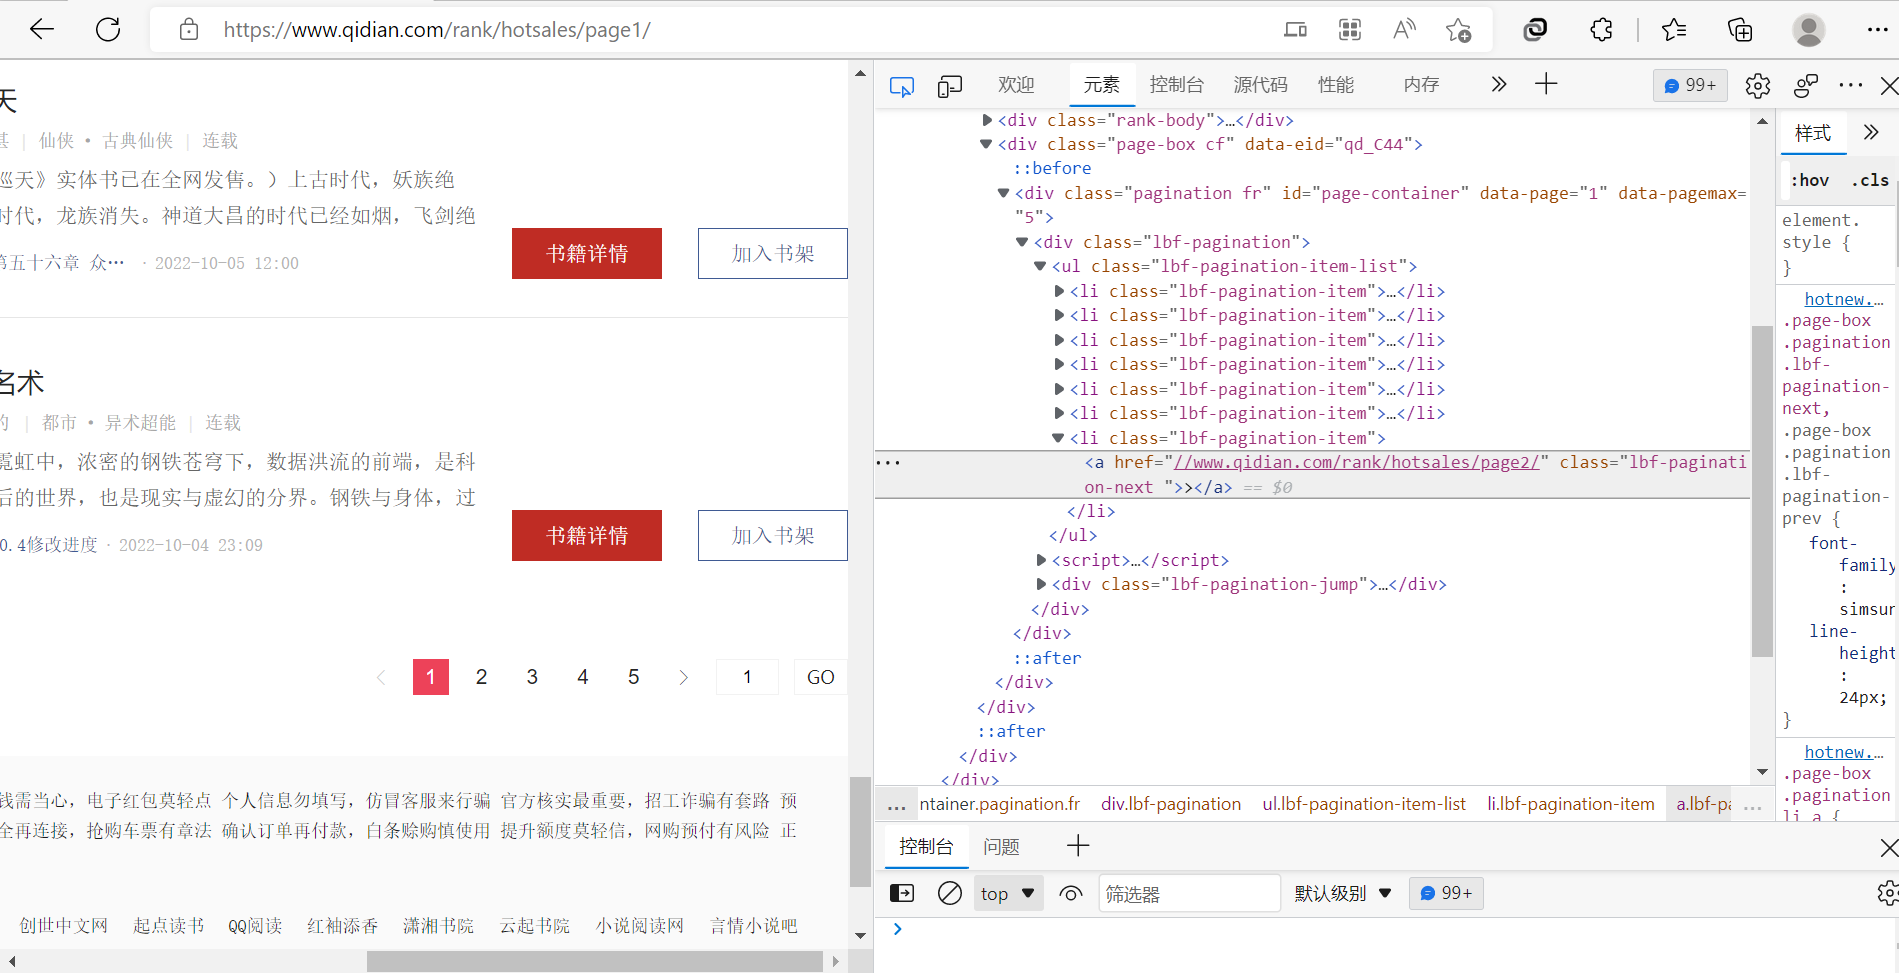 https://www.qidian.com/rank/hotsales/page1/
天
甚 | 仙侠 · 古典仙侠 | 连载
巡天》实体书已在全网发售。）上古时代，妖族绝
时代，龙族消失。神道大昌的时代已经如烟，飞剑绝
第五十六章 众… · 2022-10-05 12:00
书籍详情
加入书架
名术
的 | 都市 · 异术超能 | 连载
霓虹中，浓密的钢铁苍穹下，数据洪流的前端，是科
后的世界，也是现实与虚幻的分界。钢铁与身体，过
0.4修改进度 · 2022-10-04 23:09
书籍详情
加入书架
< 1 2 3 4 5 > 1 GO
钱需当心，电子红包莫轻点 个人信息勿填写，仿冒客服来行骗 官方核实最重要，招工诈骗有套路 预
全再连接，抢购车票有章法 确认订单再付款，白条赊购慎使用 提升额度莫轻信，网购预付有风险 正
创世中文网 起点读书 QQ阅读 红袖添香 潇湘书院 云起书院 小说阅读网 言情小说吧
欢迎 元素 控制台 源代码 性能 内存 99+
<div class="rank-body">…</div>
<div class="page-box cf" data-eid="qd_C44">
::before
<div class="pagination fr" id="page-container" data-page="1" data-pagemax=
"5">
<div class="lbf-pagination">
<ul class="lbf-pagination-item-list">
<li class="lbf-pagination-item">…</li>
<li class="lbf-pagination-item">…</li>
<li class="lbf-pagination-item">…</li>
<li class="lbf-pagination-item">…</li>
<li class="lbf-pagination-item">…</li>
<li class="lbf-pagination-item">…</li>
<li class="lbf-pagination-item">
<a href="//www.qidian.com/rank/hotsales/page2/" class="lbf-paginati
on-next ">></a> == $0
</li>
</ul>
<script>…</script>
<div class="lbf-pagination-jump">…</div>
</div>
</div>
::after
</div>
</div>
::after
</div>
</div>
... ntainer.pagination.fr div.lbf-pagination ul.lbf-pagination-item-list li.lbf-pagination-item a.lbf-pa ...
样式
:hov .cls
element.
style {
}
hotnew.…
.page-box
.pagination
.lbf-
pagination-
next,
.page-box
.pagination
.lbf-
pagination-
prev {
font-
family
:
simsun
line-
height
:
24px;
}
hotnew.…
.page-box
.pagination
li a {
控制台 问题
top 筛选器 默认级别 99+